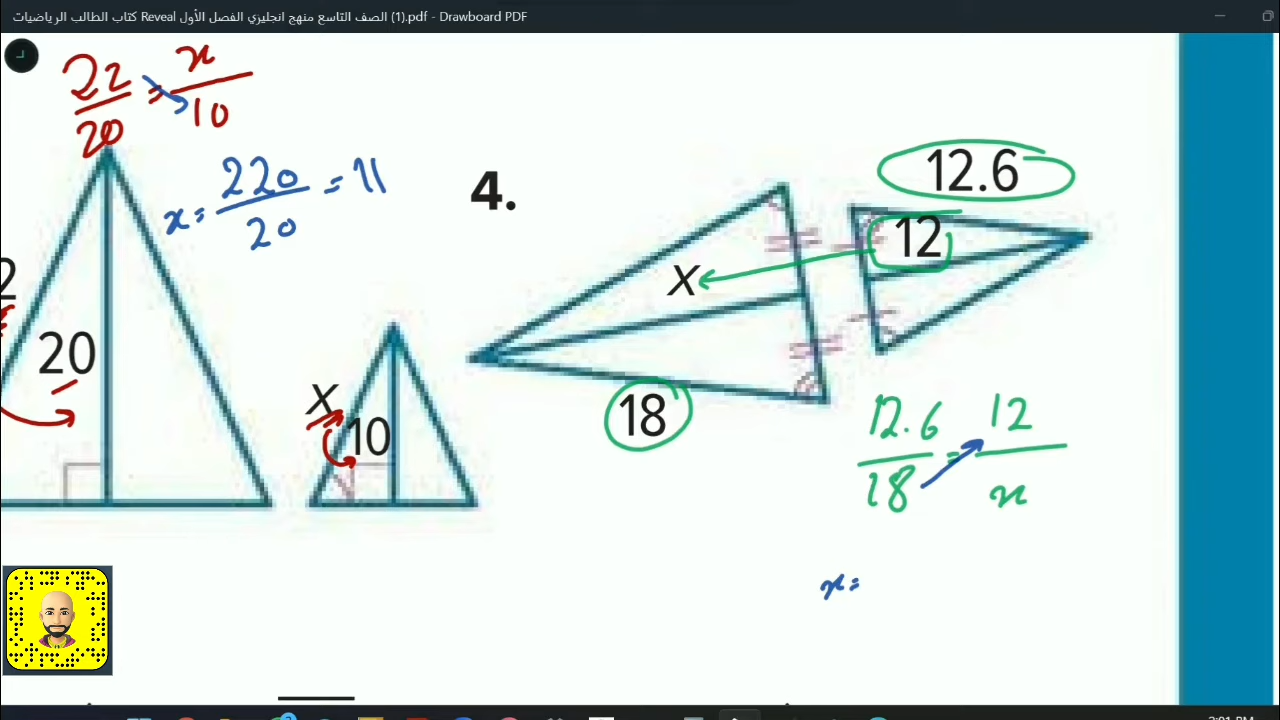 كتاب الطالب الرياضيات Reveal الصف التاسع منهج انجليزي الفصل الأول (1).pdf - Drawboard PDF
22/20 = x/10
x = 220/20 = 11
4.
12.6
12
x
20
x
10
18
12.6/18 = 12/x
x =